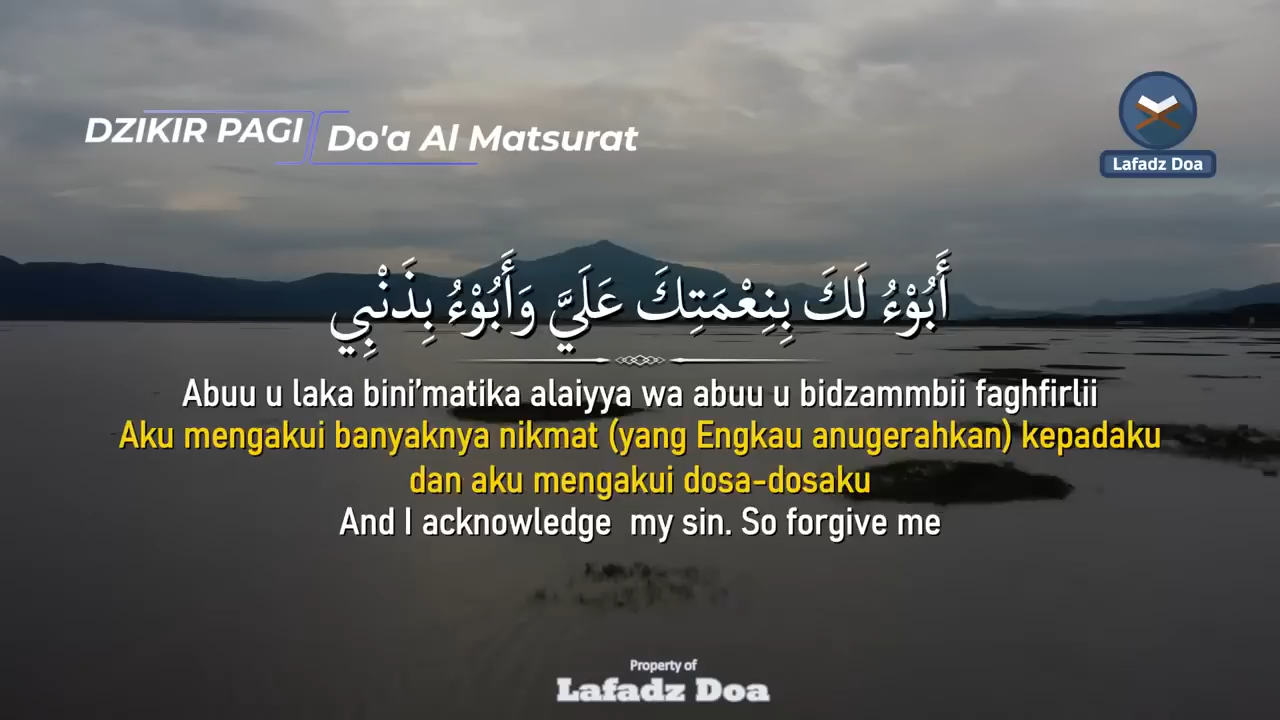 DZIKIR PAGI
Do'a Al Matsurat
Lafadz Doa
أَبُوْءُ لَكَ بِنِعْمَتِكَ عَلَيَّ وَأَبُوْءُ بِذَنْبِي
Abuu u laka bini’matika alaiyya wa abuu u bidzammbii faghfirlii
Aku mengakui banyaknya nikmat (yang Engkau anugerahkan) kepadaku
dan aku mengakui dosa-dosaku
And I acknowledge  my sin. So forgive me
Property of
Lafadz Doa